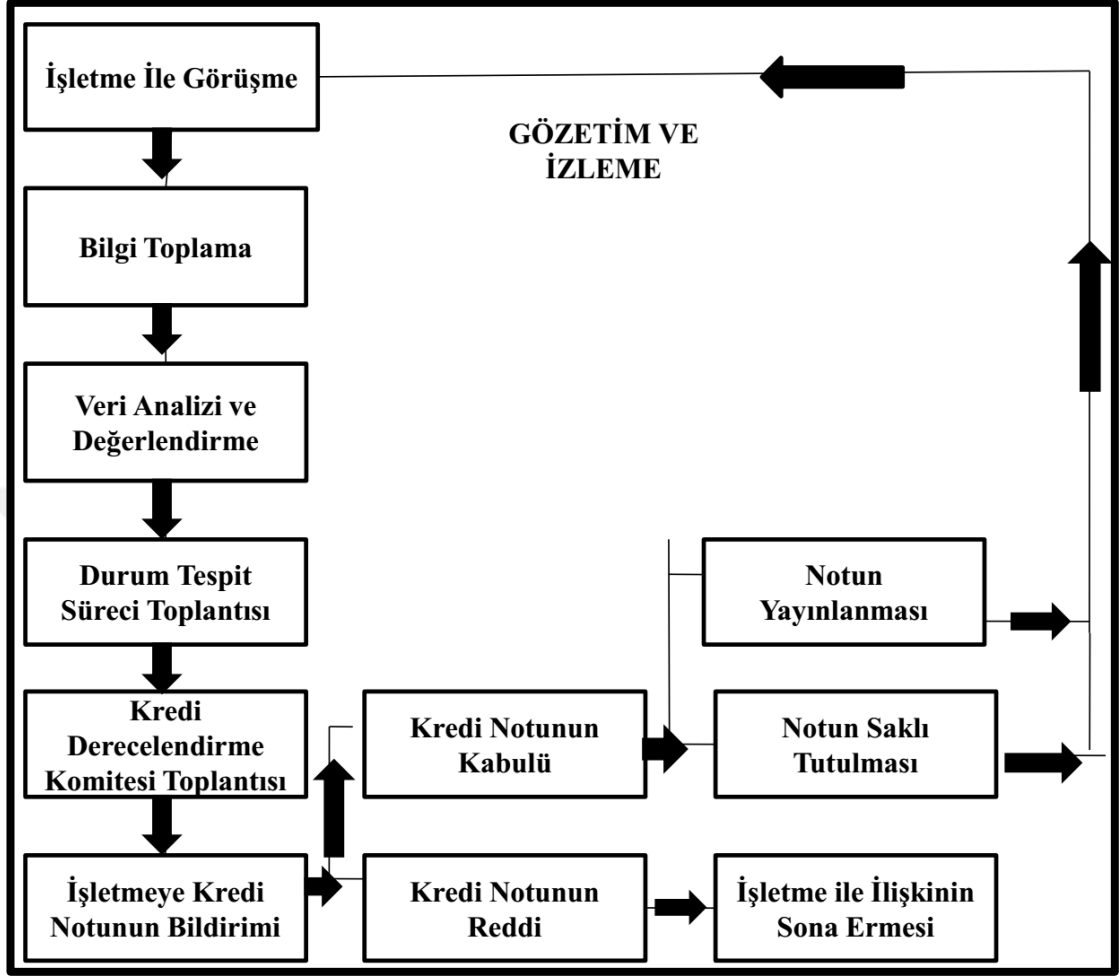 İşletme İle Görüşme
GÖZETİM VE
İZLEME
Bilgi Toplama
Veri Analizi ve
Değerlendirme
Durum Tespit
Süreci Toplantısı
Notun
Yayınlanması
Kredi
Derecelendirme
Komitesi Toplantısı
Kredi Notunun
Kabulü
Notun Saklı
Tutulması
İşletmeye Kredi
Notunun Bildirimi
Kredi Notunun
Reddi
İşletme ile İlişkinin
Sona Ermesi